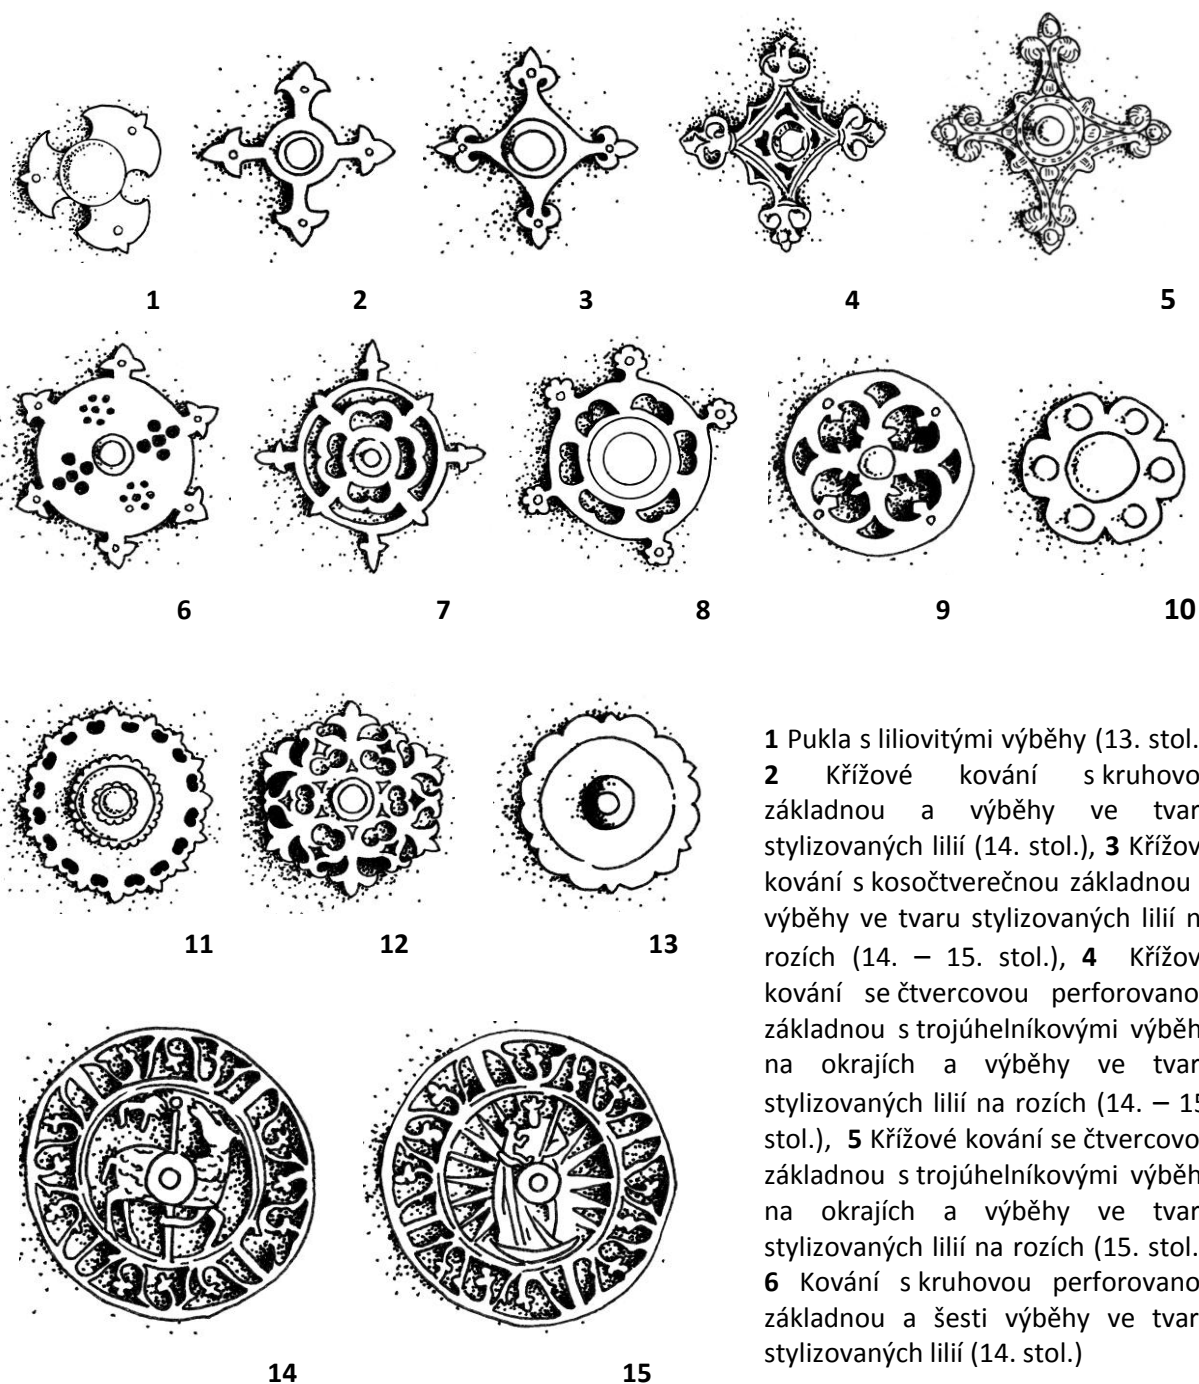 1 2 3 4 5
6 7 8 9 10
11 12 13
14 15
1 Pukla s liliovitými výběhy (13. stol.
2 Křížové kování s kruhovo
základnou a výběhy ve tvar
stylizovaných lilií (14. stol.), 3 Křížov
kování s kosočtverečnou základnou
výběhy ve tvaru stylizovaných lilií n
rozích (14. – 15. stol.), 4 Křížov
kování se čtvercovou perforovano
základnou s trojúhelníkovými výběh
na okrajích a výběhy ve tvar
stylizovaných lilií na rozích (14. – 15
stol.), 5 Křížové kování se čtvercovo
základnou s trojúhelníkovými výběh
na okrajích a výběhy ve tvar
stylizovaných lilií na rozích (15. stol.
6 Kování s kruhovou perforovano
základnou a šesti výběhy ve tvar
stylizovaných lilií (14. stol.)